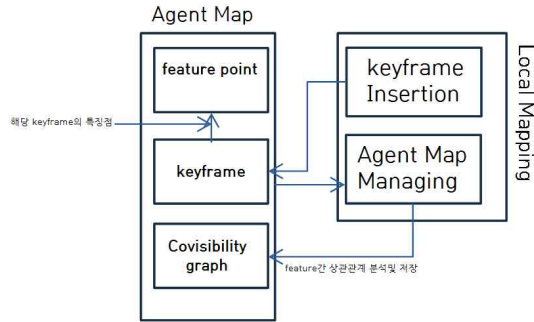 Agent Map
feature point
해당 keyframe의 특징점
keyframe
Covisibility
graph
keyframe
Insertion
Agent Map
Managing
Local Mapping
feature간 상관관계 분석및 저장